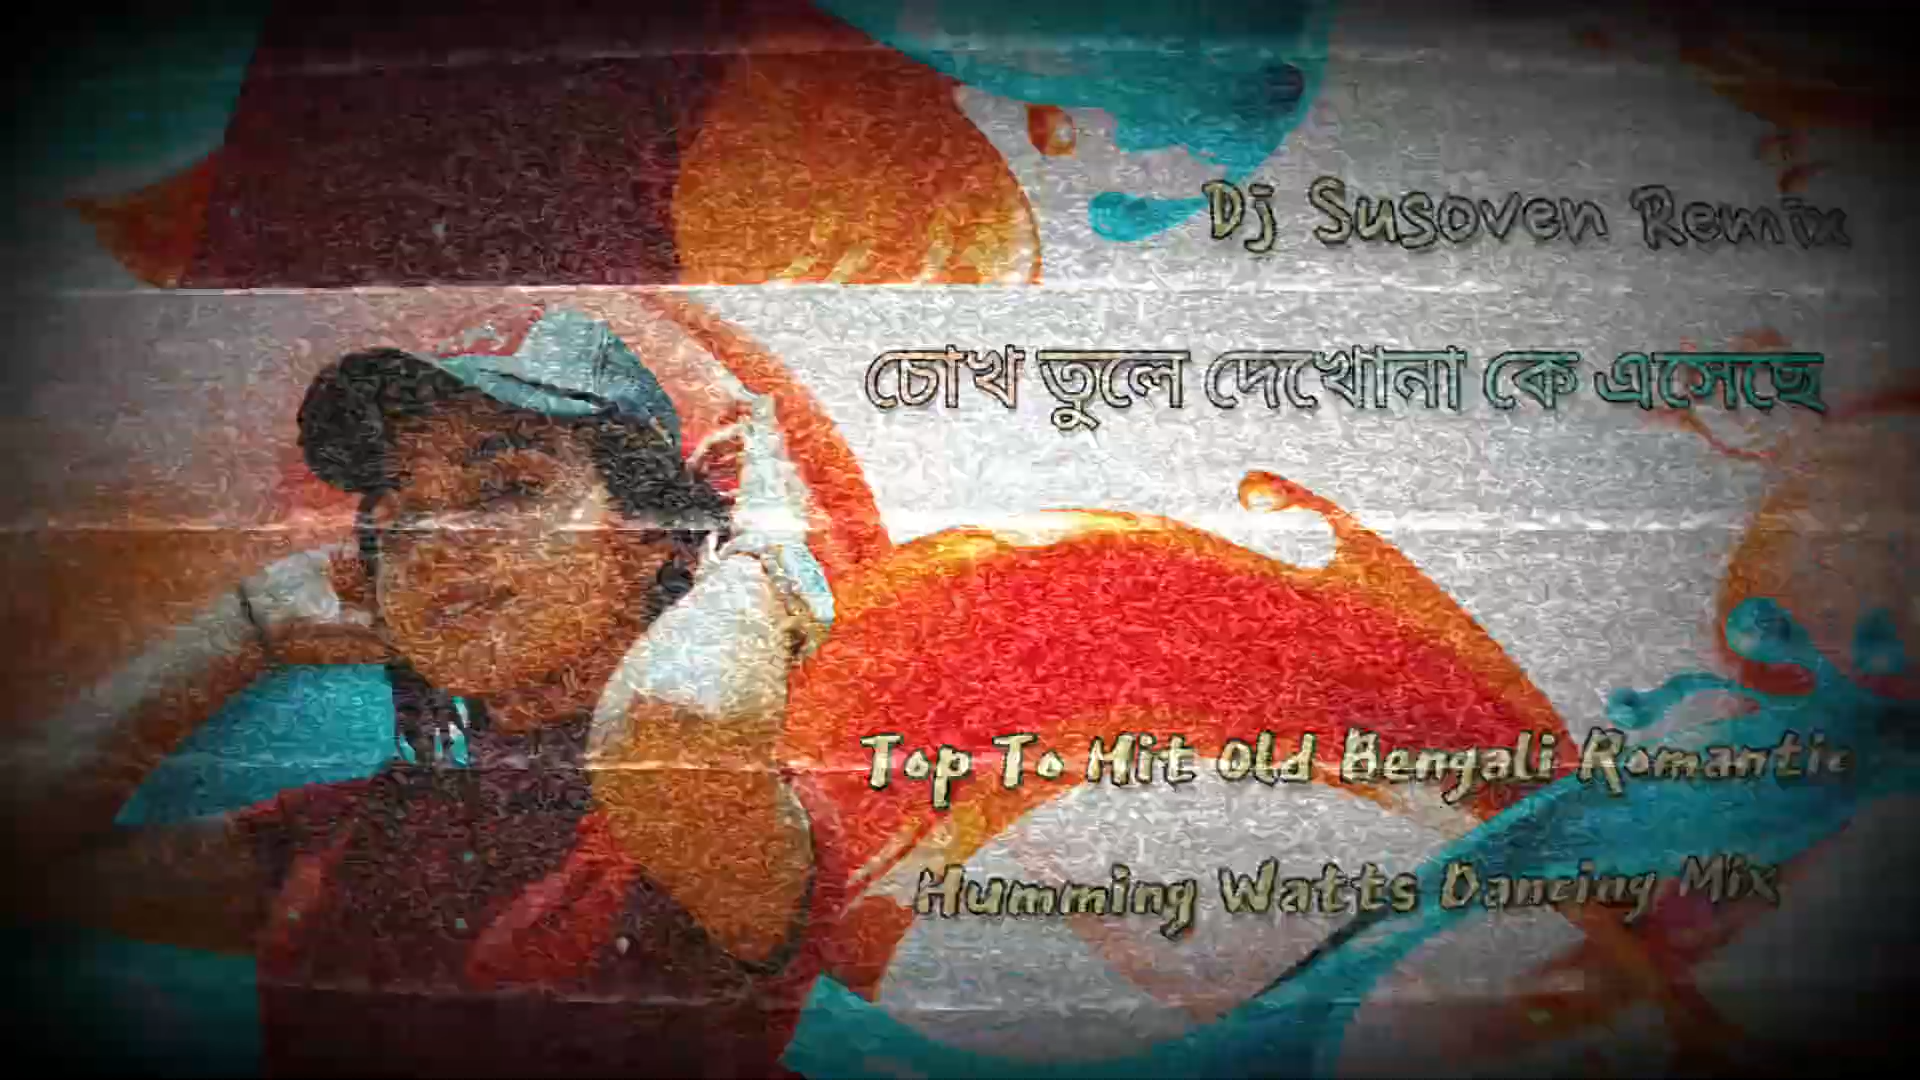 Dj Susoven Remix
চোখ তুলে দেখোনা কে এসেছে
Top To Hit Old Bengali Romantic
Humming Watts Dancing Mix